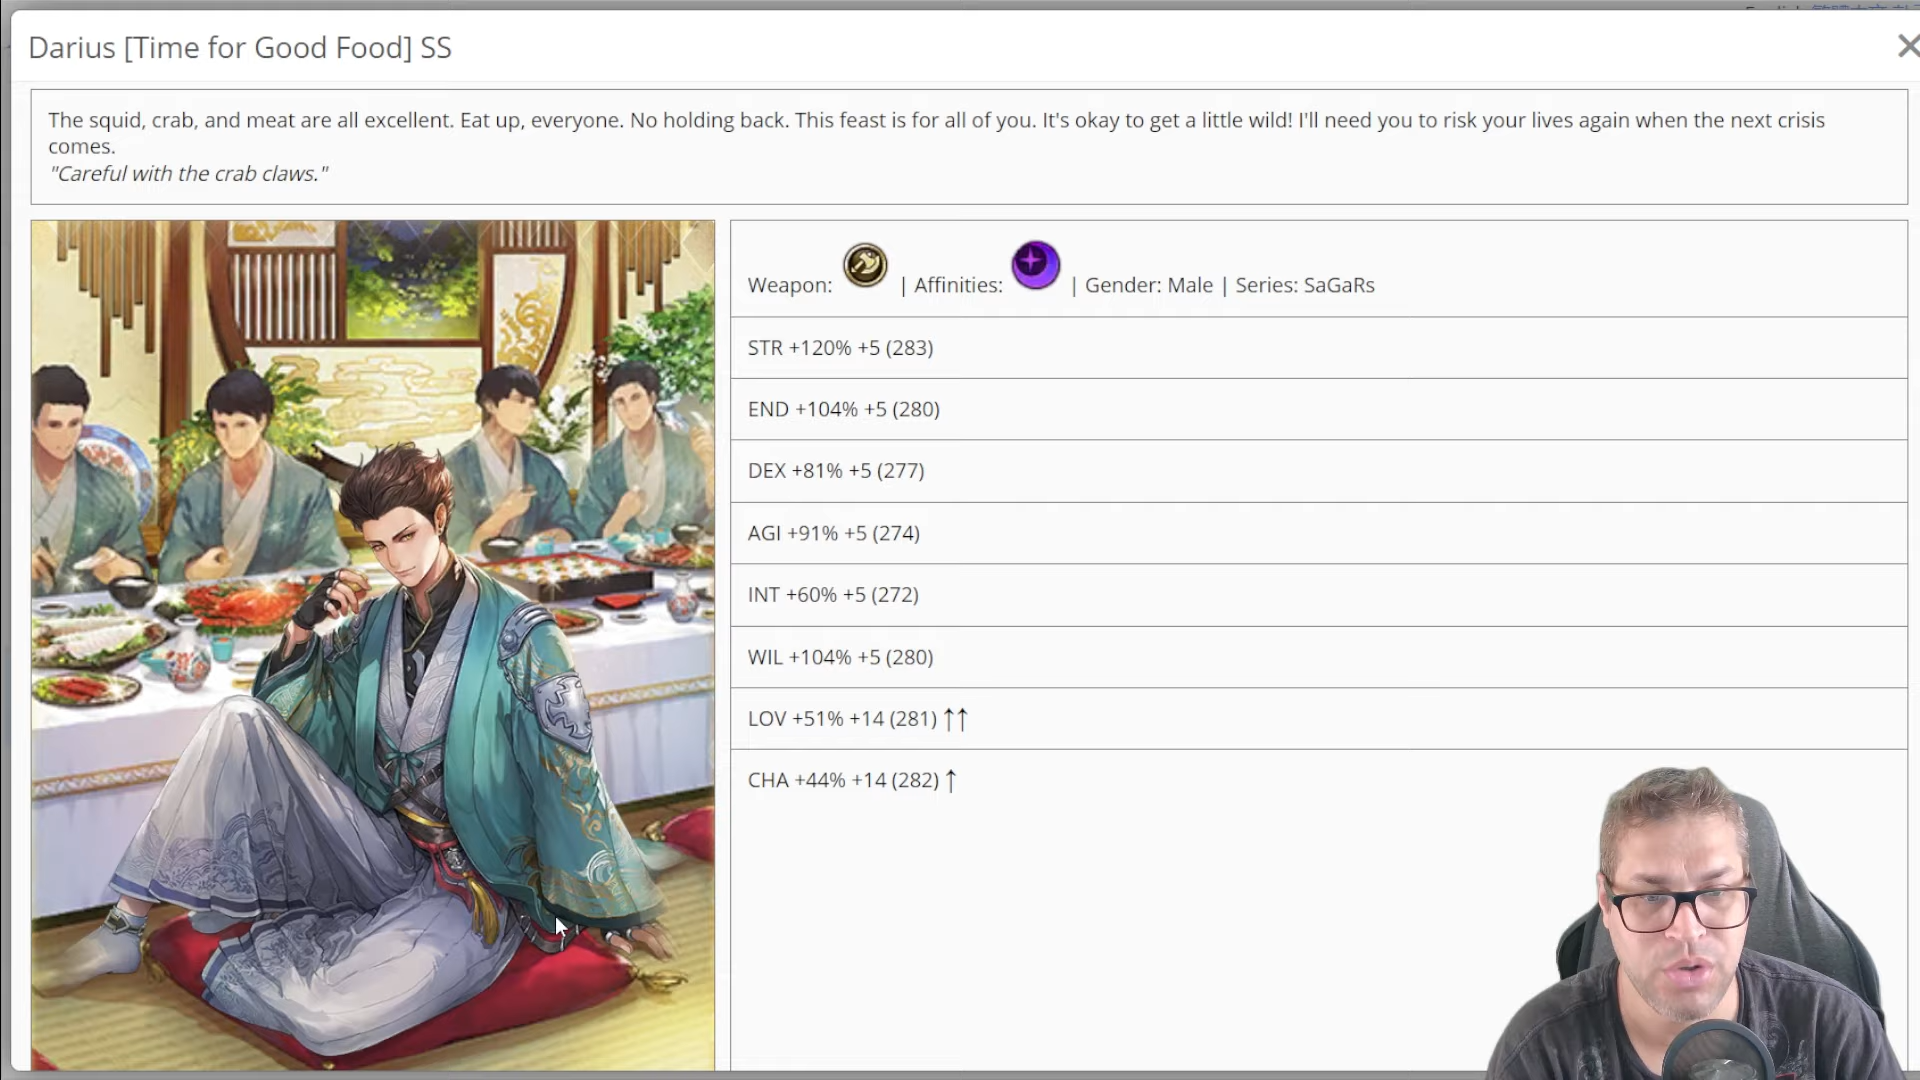 Darius [Time for Good Food] SS
The squid, crab, and meat are all excellent. Eat up, everyone. No holding back. This feast is for all of you. It's okay to get a little wild! I'll need you to risk your lives again when the next crisis
comes.
"Careful with the crab claws."
Weapon: | Affinities: | Gender: Male | Series: SaGaRs
STR +120% +5 (283)
END +104% +5 (280)
DEX +81% +5 (277)
AGI +91% +5 (274)
INT +60% +5 (272)
WIL +104% +5 (280)
LOV +51% +14 (281) ↑↑
CHA +44% +14 (282) ↑